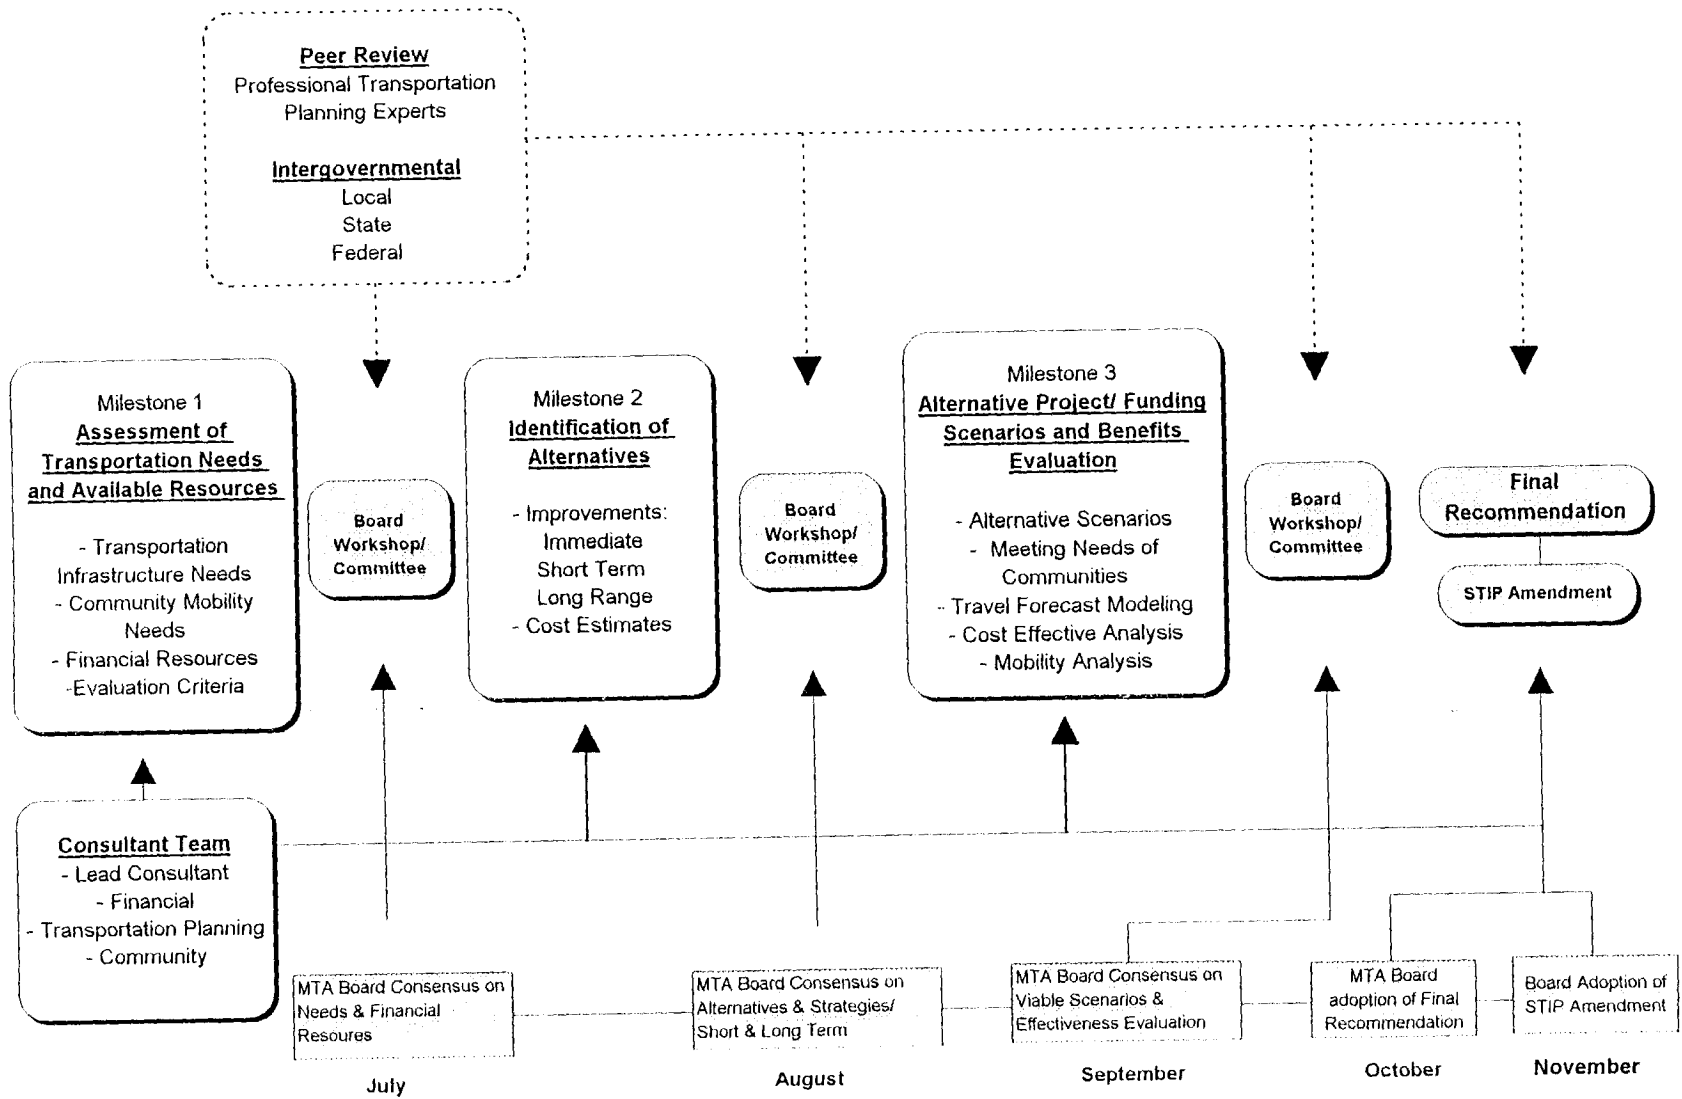 Peer Review
Professional Transportation
Planning Experts
Intergovernmental
Local
State
Federal
Milestone 1
Assessment of
Transportation Needs
and Available Resources
- Transportation
Infrastructure Needs
- Community Mobility
Needs
- Financial Resources
-Evaluation Criteria
Board
Workshop/
Committee
Milestone 2
Identification of
Alternatives
- Improvements:
Immediate
Short Term
Long Range
- Cost Estimates
Board
Workshop/
Committee
Milestone 3
Alternative Project/ Funding
Scenarios and Benefits
Evaluation
- Alternative Scenarios
- Meeting Needs of
Communities
- Travel Forecast Modeling
- Cost Effective Analysis
- Mobility Analysis
Board
Workshop/
Committee
Final
Recommendation
STIP Amendment
Consultant Team
- Lead Consultant
- Financial
- Transportation Planning
- Community
MTA Board Consensus on
Needs & Financial
Resoures
MTA Board Consensus on
Alternatives & Strategies/
Short & Long Term
MTA Board Consensus on
Viable Scenarios &
Effectiveness Evaluation
MTA Board
adoption of Final
Recommendation
Board Adoption of
STIP Amendment
July
August
September
October
November